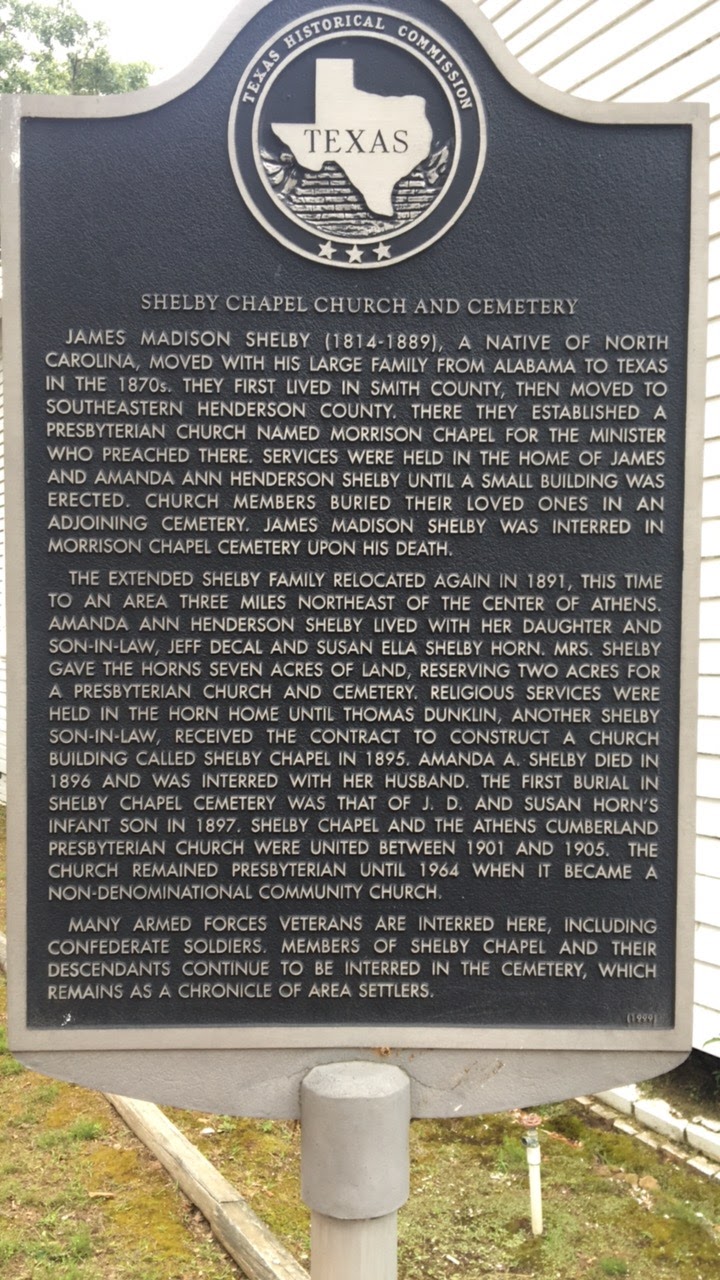 TEXAS HISTORICAL COMMISSION
TEXAS
SHELBY CHAPEL CHURCH AND CEMETERY
JAMES MADISON SHELBY (1814-1889), A NATIVE OF NORTH
CAROLINA, MOVED WITH HIS LARGE FAMILY FROM ALABAMA TO TEXAS
IN THE 1870s. THEY FIRST LIVED IN SMITH COUNTY, THEN MOVED TO
SOUTHEASTERN HENDERSON COUNTY. THERE THEY ESTABLISHED A
PRESBYTERIAN CHURCH NAMED MORRISON CHAPEL FOR THE MINISTER
WHO PREACHED THERE. SERVICES WERE HELD IN THE HOME OF JAMES
AND AMANDA ANN HENDERSON SHELBY UNTIL A SMALL BUILDING WAS
ERECTED. CHURCH MEMBERS BURIED THEIR LOVED ONES IN AN
ADJOINING CEMETERY. JAMES MADISON SHELBY WAS INTERRED IN
MORRISON CHAPEL CEMETERY UPON HIS DEATH.
THE EXTENDED SHELBY FAMILY RELOCATED AGAIN IN 1891, THIS TIME
TO AN AREA THREE MILES NORTHEAST OF THE CENTER OF ATHENS.
AMANDA ANN HENDERSON SHELBY LIVED WITH HER DAUGHTER AND
SON-IN-LAW, JEFF DECAL AND SUSAN ELLA SHELBY HORN. MRS. SHELBY
GAVE THE HORNS SEVEN ACRES OF LAND, RESERVING TWO ACRES FOR
A PRESBYTERIAN CHURCH AND CEMETERY. RELIGIOUS SERVICES WERE
HELD IN THE HORN HOME UNTIL THOMAS DUNKLIN, ANOTHER SHELBY
SON-IN-LAW, RECEIVED THE CONTRACT TO CONSTRUCT A CHURCH
BUILDING CALLED SHELBY CHAPEL IN 1895. AMANDA A. SHELBY DIED IN
1896 AND WAS INTERRED WITH HER HUSBAND. THE FIRST BURIAL IN
SHELBY CHAPEL CEMETERY WAS THAT OF J. D. AND SUSAN HORN'S
INFANT SON IN 1897. SHELBY CHAPEL AND THE ATHENS CUMBERLAND
PRESBYTERIAN CHURCH WERE UNITED BETWEEN 1901 AND 1905. THE
CHURCH REMAINED PRESBYTERIAN UNTIL 1964 WHEN IT BECAME A
NON-DENOMINATIONAL COMMUNITY CHURCH.
MANY ARMED FORCES VETERANS ARE INTERRED HERE, INCLUDING
CONFEDERATE SOLDIERS. MEMBERS OF SHELBY CHAPEL AND THEIR
DESCENDANTS CONTINUE TO BE INTERRED IN THE CEMETERY, WHICH
REMAINS AS A CHRONICLE OF AREA SETTLERS.
(1999)